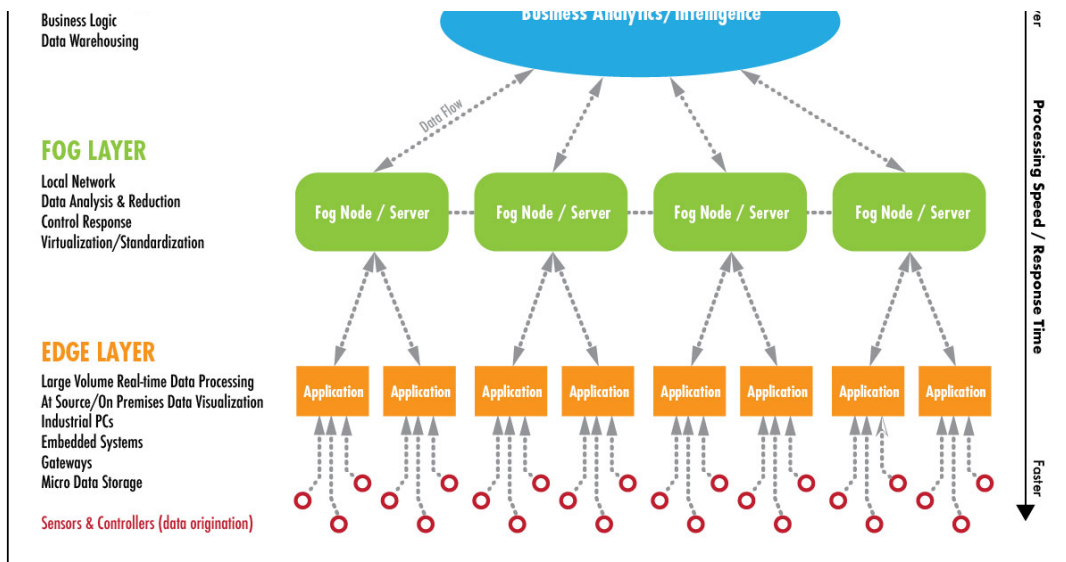 Business Logic
Data Warehousing
Business Analytics/Intelligence
Data Flow
FOG LAYER
Local Network
Data Analysis & Reduction
Control Response
Virtualization/Standardization
Fog Node / Server
Fog Node / Server
Fog Node / Server
Fog Node / Server
Processing Speed / Response Time
EDGE LAYER
Large Volume Real-time Data Processing
At Source/On Premises Data Visualization
Industrial PCs
Embedded Systems
Gateways
Micro Data Storage
Application
Application
Application
Application
Application
Application
Application
Application
Faster
Sensors & Controllers (data origination)